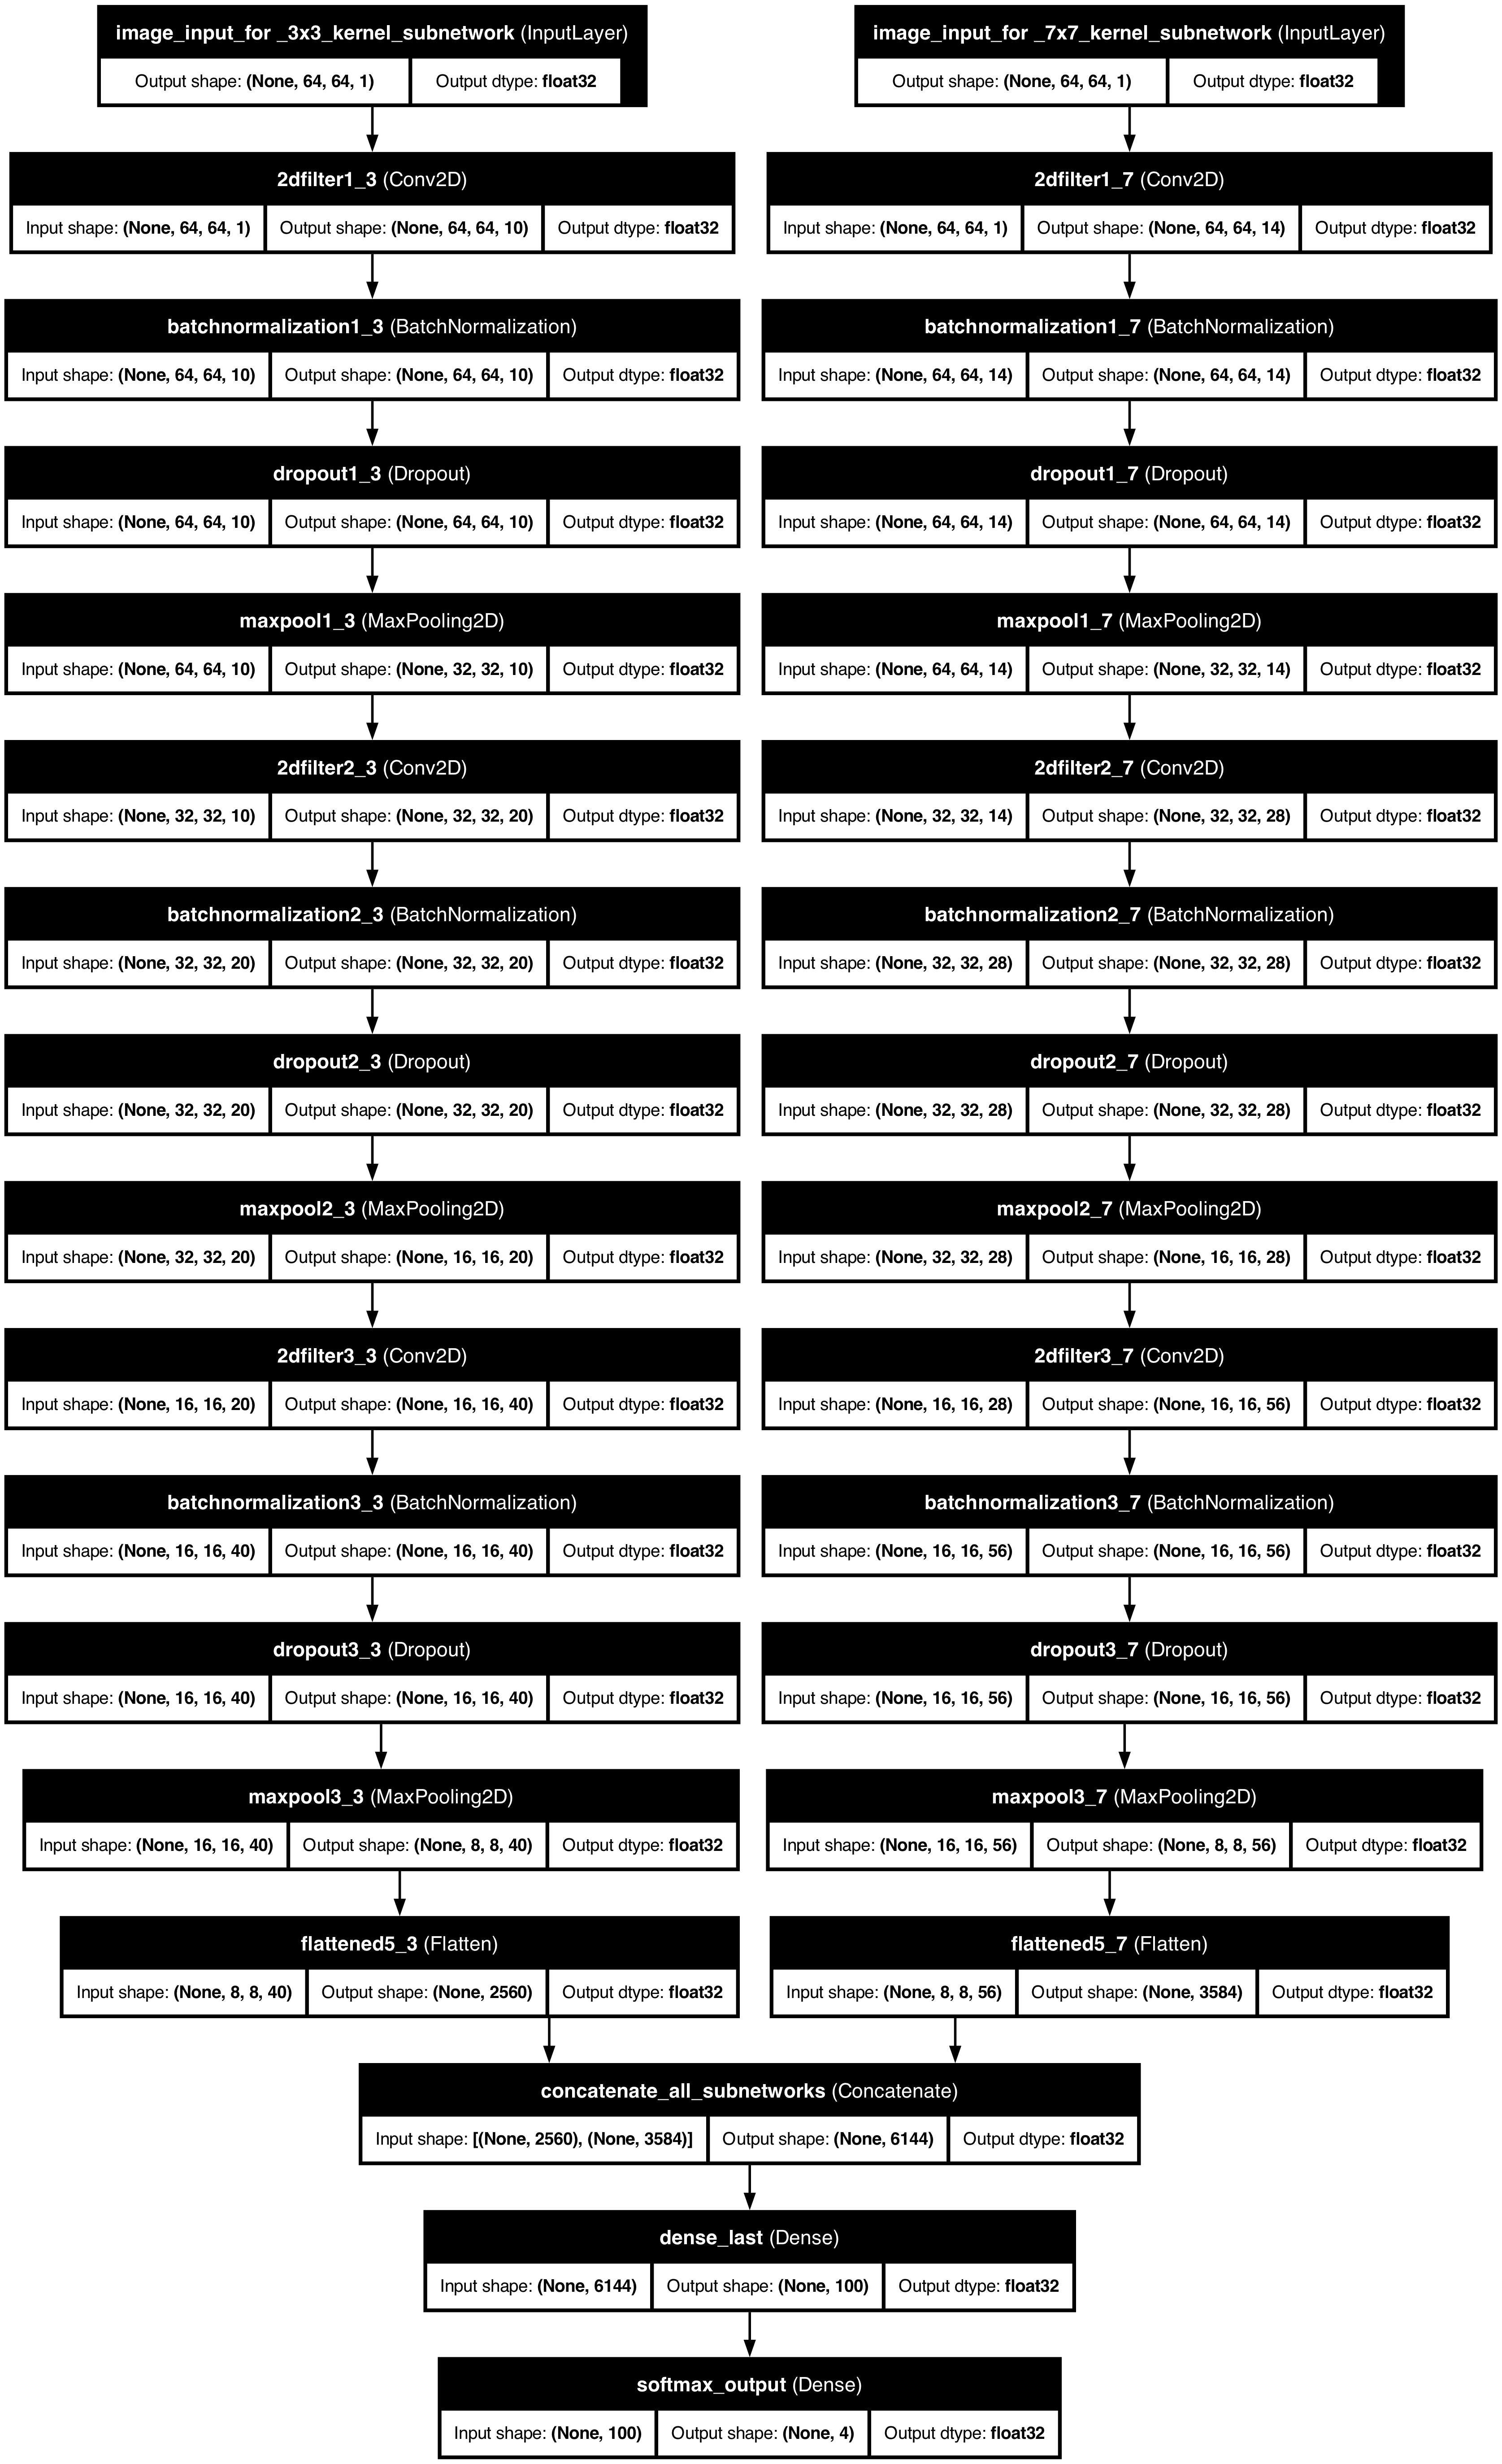 image_input_for _3x3_kernel_subnetwork (InputLayer)
Output shape: (None, 64, 64, 1) Output dtype: float32
2dfilter1_3 (Conv2D)
Input shape: (None, 64, 64, 1) Output shape: (None, 64, 64, 10) Output dtype: float32
batchnormalization1_3 (BatchNormalization)
Input shape: (None, 64, 64, 10) Output shape: (None, 64, 64, 10) Output dtype: float32
dropout1_3 (Dropout)
Input shape: (None, 64, 64, 10) Output shape: (None, 64, 64, 10) Output dtype: float32
maxpool1_3 (MaxPooling2D)
Input shape: (None, 64, 64, 10) Output shape: (None, 32, 32, 10) Output dtype: float32
2dfilter2_3 (Conv2D)
Input shape: (None, 32, 32, 10) Output shape: (None, 32, 32, 20) Output dtype: float32
batchnormalization2_3 (BatchNormalization)
Input shape: (None, 32, 32, 20) Output shape: (None, 32, 32, 20) Output dtype: float32
dropout2_3 (Dropout)
Input shape: (None, 32, 32, 20) Output shape: (None, 32, 32, 20) Output dtype: float32
maxpool2_3 (MaxPooling2D)
Input shape: (None, 32, 32, 20) Output shape: (None, 16, 16, 20) Output dtype: float32
2dfilter3_3 (Conv2D)
Input shape: (None, 16, 16, 20) Output shape: (None, 16, 16, 40) Output dtype: float32
batchnormalization3_3 (BatchNormalization)
Input shape: (None, 16, 16, 40) Output shape: (None, 16, 16, 40) Output dtype: float32
dropout3_3 (Dropout)
Input shape: (None, 16, 16, 40) Output shape: (None, 16, 16, 40) Output dtype: float32
maxpool3_3 (MaxPooling2D)
Input shape: (None, 16, 16, 40) Output shape: (None, 8, 8, 40) Output dtype: float32
flattened5_3 (Flatten)
Input shape: (None, 8, 8, 40) Output shape: (None, 2560) Output dtype: float32
image_input_for _7x7_kernel_subnetwork (InputLayer)
Output shape: (None, 64, 64, 1) Output dtype: float32
2dfilter1_7 (Conv2D)
Input shape: (None, 64, 64, 1) Output shape: (None, 64, 64, 14) Output dtype: float32
batchnormalization1_7 (BatchNormalization)
Input shape: (None, 64, 64, 14) Output shape: (None, 64, 64, 14) Output dtype: float32
dropout1_7 (Dropout)
Input shape: (None, 64, 64, 14) Output shape: (None, 64, 64, 14) Output dtype: float32
maxpool1_7 (MaxPooling2D)
Input shape: (None, 64, 64, 14) Output shape: (None, 32, 32, 14) Output dtype: float32
2dfilter2_7 (Conv2D)
Input shape: (None, 32, 32, 14) Output shape: (None, 32, 32, 28) Output dtype: float32
batchnormalization2_7 (BatchNormalization)
Input shape: (None, 32, 32, 28) Output shape: (None, 32, 32, 28) Output dtype: float32
dropout2_7 (Dropout)
Input shape: (None, 32, 32, 28) Output shape: (None, 32, 32, 28) Output dtype: float32
maxpool2_7 (MaxPooling2D)
Input shape: (None, 32, 32, 28) Output shape: (None, 16, 16, 28) Output dtype: float32
2dfilter3_7 (Conv2D)
Input shape: (None, 16, 16, 28) Output shape: (None, 16, 16, 56) Output dtype: float32
batchnormalization3_7 (BatchNormalization)
Input shape: (None, 16, 16, 56) Output shape: (None, 16, 16, 56) Output dtype: float32
dropout3_7 (Dropout)
Input shape: (None, 16, 16, 56) Output shape: (None, 16, 16, 56) Output dtype: float32
maxpool3_7 (MaxPooling2D)
Input shape: (None, 16, 16, 56) Output shape: (None, 8, 8, 56) Output dtype: float32
flattened5_7 (Flatten)
Input shape: (None, 8, 8, 56) Output shape: (None, 3584) Output dtype: float32
concatenate_all_subnetworks (Concatenate)
Input shape: [(None, 2560), (None, 3584)] Output shape: (None, 6144) Output dtype: float32
dense_last (Dense)
Input shape: (None, 6144) Output shape: (None, 100) Output dtype: float32
softmax_output (Dense)
Input shape: (None, 100) Output shape: (None, 4) Output dtype: float32